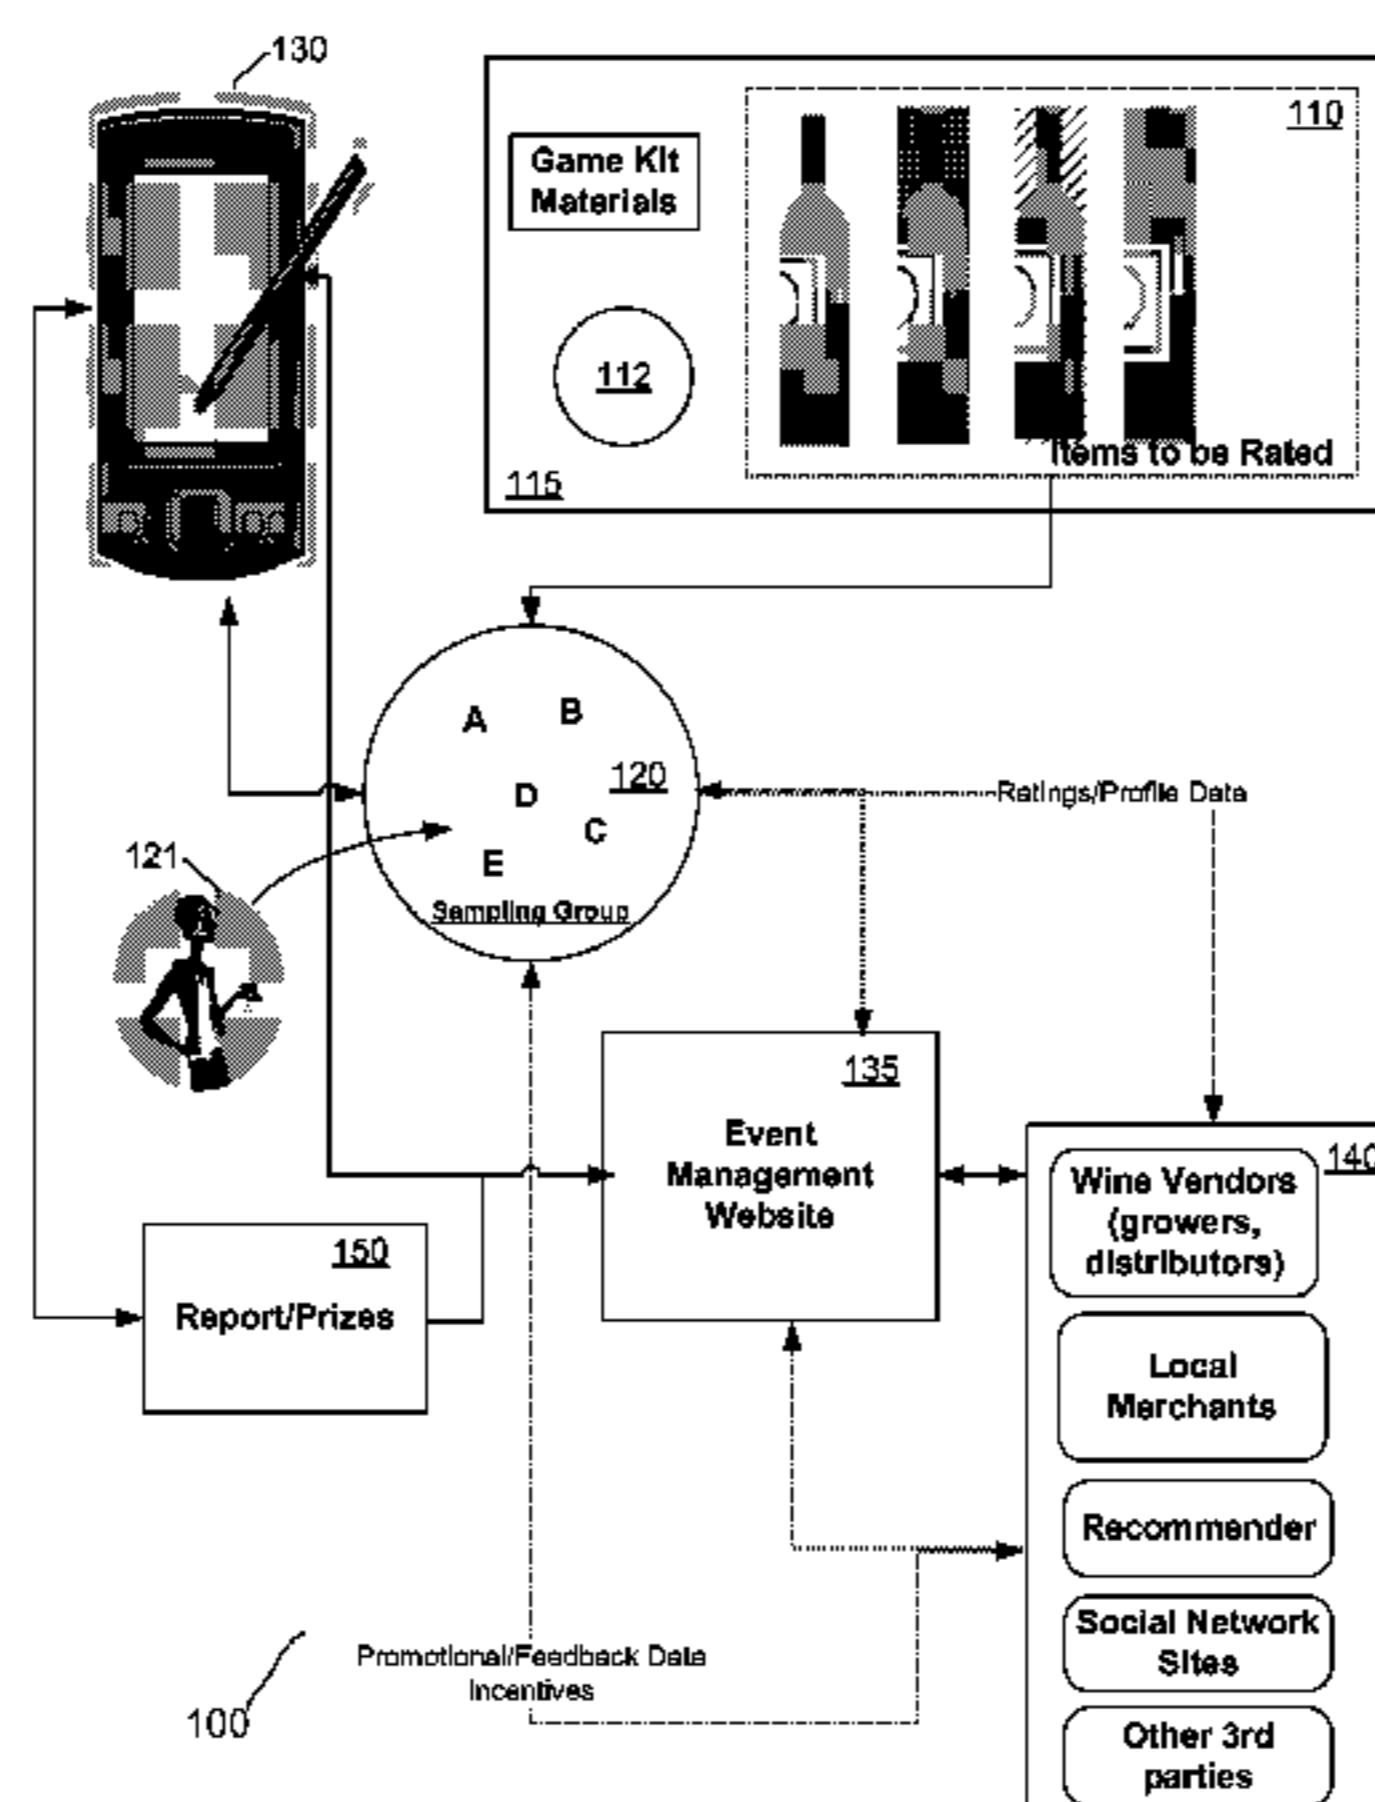 130
110
Game Kit
Materials
112
Items to be Rated
115
A
B
120
D
C
E
Sampling Group
Ratings/Profile Data
121
135
Event
Management
Website
140
Wine Vendors
(growers,
distributors)
150
Report/Prizes
Local
Merchants
Recommender
Social Network
Sites
Promotional/Feedback Data
Incentives
100
Other 3rd
parties